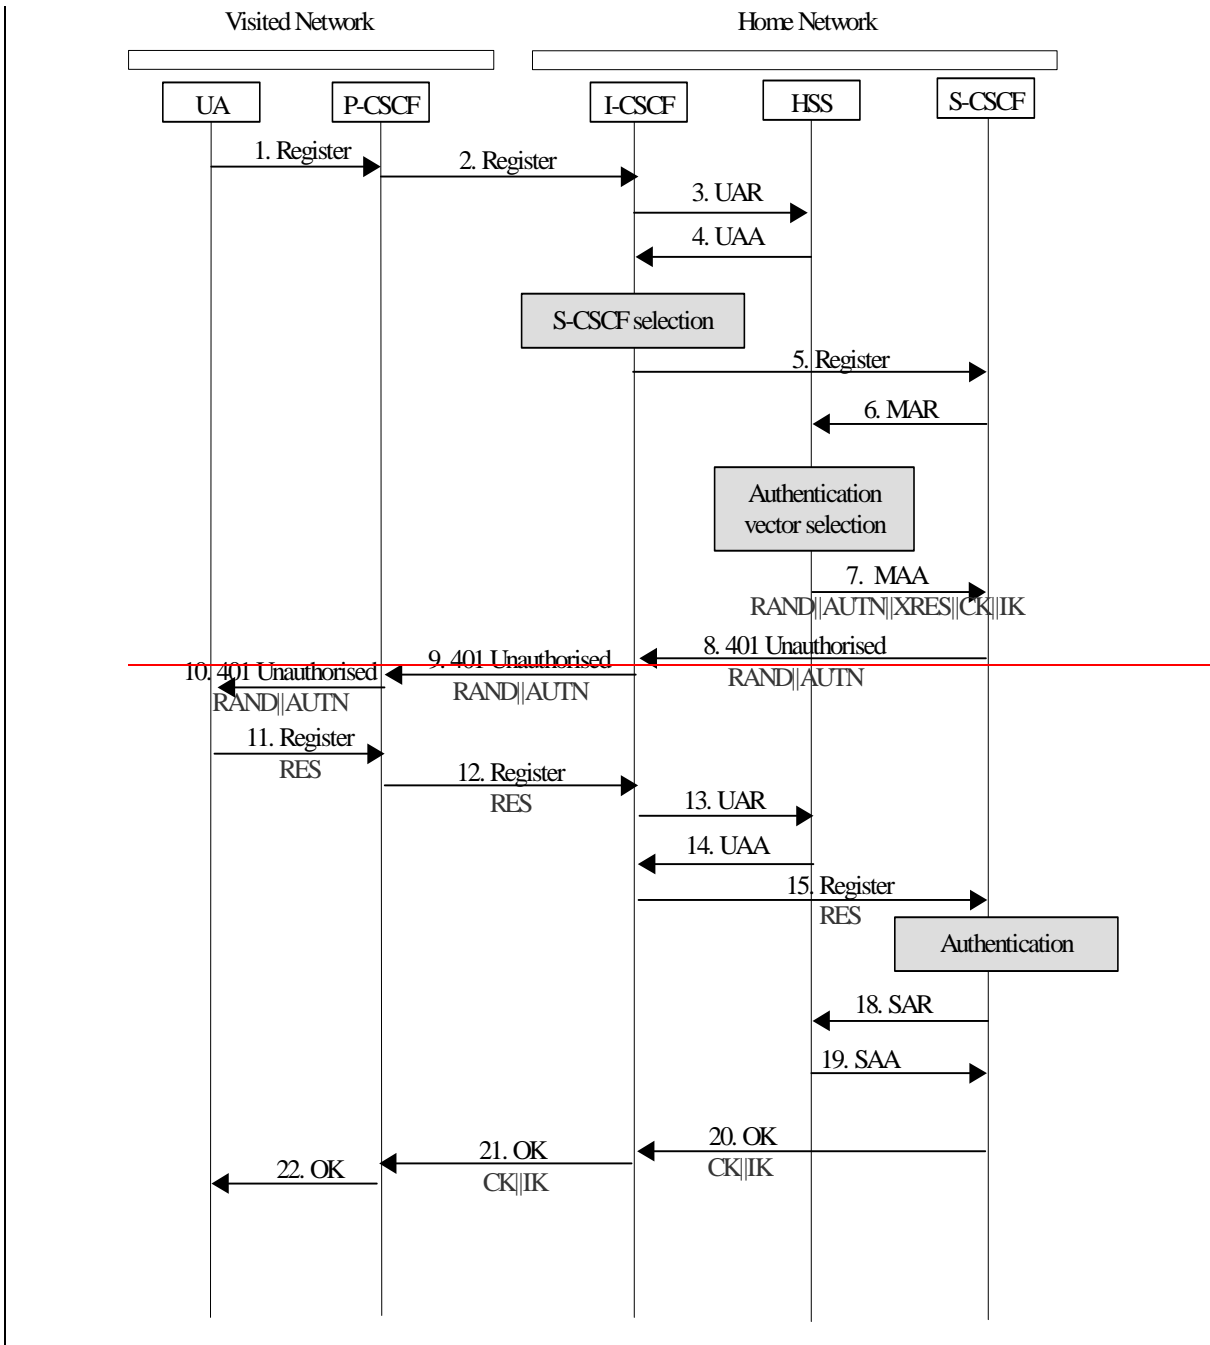 Visited Network
Home Network
UA
P-CSCF
I-CSCF
HSS
S-CSCF
1. Register
2. Register
3. UAR
4. UAA
S-CSCF selection
5. Register
6. MAR
Authentication
vector selection
7. MAA
RAND||AUTN||XRES||CK||IK
8. 401 Unauthorised
RAND||AUTN
9. 401 Unauthorised
RAND||AUTN
10. 401 Unauthorised
RAND||AUTN
11. Register
RES
12. Register
RES
13. UAR
14. UAA
15. Register
RES
Authentication
18. SAR
19. SAA
20. OK
CK||IK
21. OK
CK||IK
22. OK